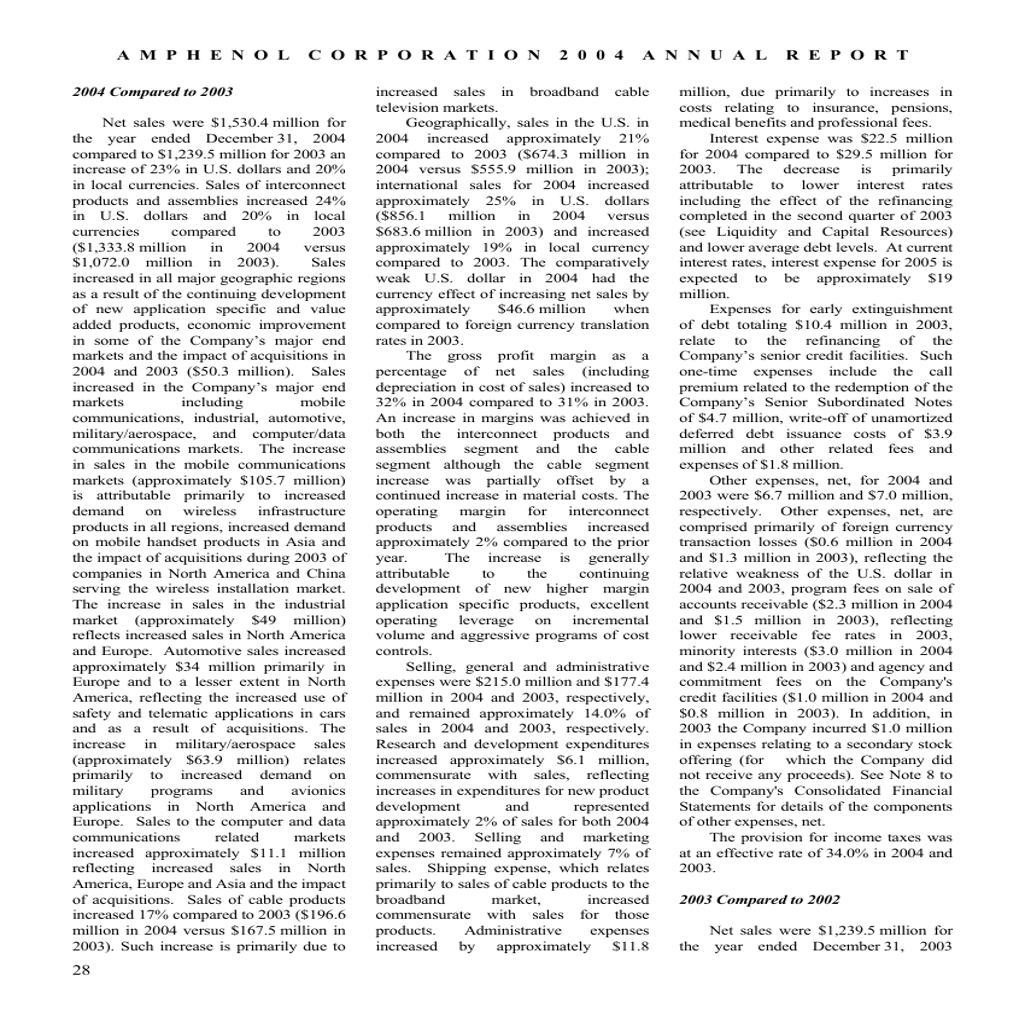 AMPHENOL CORPORATION 2004 ANNUAL REPORT
2004 Compared to 2003
Net sales were $1,530.4 million for
the year ended December 31, 2004
compared to $1,239.5 million for 2003 an
increase of 23% in U.S. dollars and 20%
in local currencies. Sales of interconnect
products and assemblies increased 24%
in U.S. dollars and 20% in local
currencies compared to 2003
($1,333.8 million in 2004 versus
$1,072.0 million in 2003). Sales
increased in all major geographic regions
as a result of the continuing development
of new application specific and value
added products, economic improvement
in some of the Company's major end
markets and the impact of acquisitions in
2004 and 2003 ($50.3 million). Sales
increased in the Company's major end
markets including mobile
communications, industrial, automotive,
military/aerospace, and computer/data
communications markets. The increase
in sales in the mobile communications
markets (approximately $105.7 million)
is attributable primarily to increased
demand on wireless infrastructure
products in all regions, increased demand
on mobile handset products in Asia and
the impact of acquisitions during 2003 of
companies in North America and China
serving the wireless installation market.
The increase in sales in the industrial
market (approximately $49 million)
reflects increased sales in North America
and Europe. Automotive sales increased
approximately $34 million primarily in
Europe and to a lesser extent in North
America, reflecting the increased use of
safety and telematic applications in cars
and as a result of acquisitions. The
increase in military/aerospace sales
(approximately $63.9 million) relates
primarily to increased demand on
military programs and avionics
applications in North America and
Europe. Sales to the computer and data
communications related markets
increased approximately $11.1 million
reflecting increased sales in North
America, Europe and Asia and the impact
of acquisitions. Sales of cable products
increased 17% compared to 2003 ($196.6
million in 2004 versus $167.5 million in
2003). Such increase is primarily due to
increased sales in broadband cable
television markets.
Geographically, sales in the U.S. in
2004 increased approximately 21%
compared to 2003 ($674.3 million in
2004 versus $555.9 million in 2003);
international sales for 2004 increased
approximately 25% in U.S. dollars
($856.1 million in 2004 versus
$683.6 million in 2003) and increased
approximately 19% in local currency
compared to 2003. The comparatively
weak U.S. dollar in 2004 had the
currency effect of increasing net sales by
approximately $46.6 million when
compared to foreign currency translation
rates in 2003.
The gross profit margin as a
percentage of net sales (including
depreciation in cost of sales) increased to
32% in 2004 compared to 31% in 2003.
An increase in margins was achieved in
both the interconnect products and
assemblies segment and the cable
segment although the cable segment
increase was partially offset by a
continued increase in material costs. The
operating margin for interconnect
products and assemblies increased
approximately 2% compared to the prior
year. The increase is generally
attributable to the continuing
development of new higher margin
application specific products, excellent
operating leverage on incremental
volume and aggressive programs of cost
controls.
Selling, general and administrative
expenses were $215.0 million and $177.4
million in 2004 and 2003, respectively,
and remained approximately 14.0% of
sales in 2004 and 2003, respectively.
Research and development expenditures
increased approximately $6.1 million,
commensurate with sales, reflecting
increases in expenditures for new product
development and represented
approximately 2% of sales for both 2004
and 2003. Selling and marketing
expenses remained approximately 7% of
sales. Shipping expense, which relates
primarily to sales of cable products to the
broadband market, increased
commensurate with sales for those
products. Administrative expenses
increased by approximately $11.8
million, due primarily to increases in
costs relating to insurance, pensions,
medical benefits and professional fees.
Interest expense was $22.5 million
for 2004 compared to $29.5 million for
2003. The decrease is primarily
attributable to lower interest rates
including the effect of the refinancing
completed in the second quarter of 2003
(see Liquidity and Capital Resources)
and lower average debt levels. At current
interest rates, interest expense for 2005 is
expected to be approximately $19
million.
Expenses for early extinguishment
of debt totaling $10.4 million in 2003,
relate to the refinancing of the
Company's senior credit facilities. Such
one-time expenses include the call
premium related to the redemption of the
Company's Senior Subordinated Notes
of $4.7 million, write-off of unamortized
deferred debt issuance costs of $3.9
million and other related fees and
expenses of $1.8 million.
Other expenses, net, for 2004 and
2003 were $6.7 million and $7.0 million,
respectively. Other expenses, net, are
comprised primarily of foreign currency
transaction losses ($0.6 million in 2004
and $1.3 million in 2003), reflecting the
relative weakness of the U.S. dollar in
2004 and 2003, program fees on sale of
accounts receivable ($2.3 million in 2004
and $1.5 million in 2003), reflecting
lower receivable fee rates in 2003,
minority interests ($3.0 million in 2004
and $2.4 million in 2003) and agency and
commitment fees on the Company's
credit facilities ($1.0 million in 2004 and
$0.8 million in 2003). In addition, in
2003 the Company incurred $1.0 million
in expenses relating to a secondary stock
offering (for which the Company did
not receive any proceeds). See Note 8 to
the Company's Consolidated Financial
Statements for details of the components
of other expenses, net.
The provision for income taxes was
at an effective rate of 34.0% in 2004 and
2003.
2003 Compared to 2002
Net sales were $1,239.5 million for
the year ended December 31, 2003
28